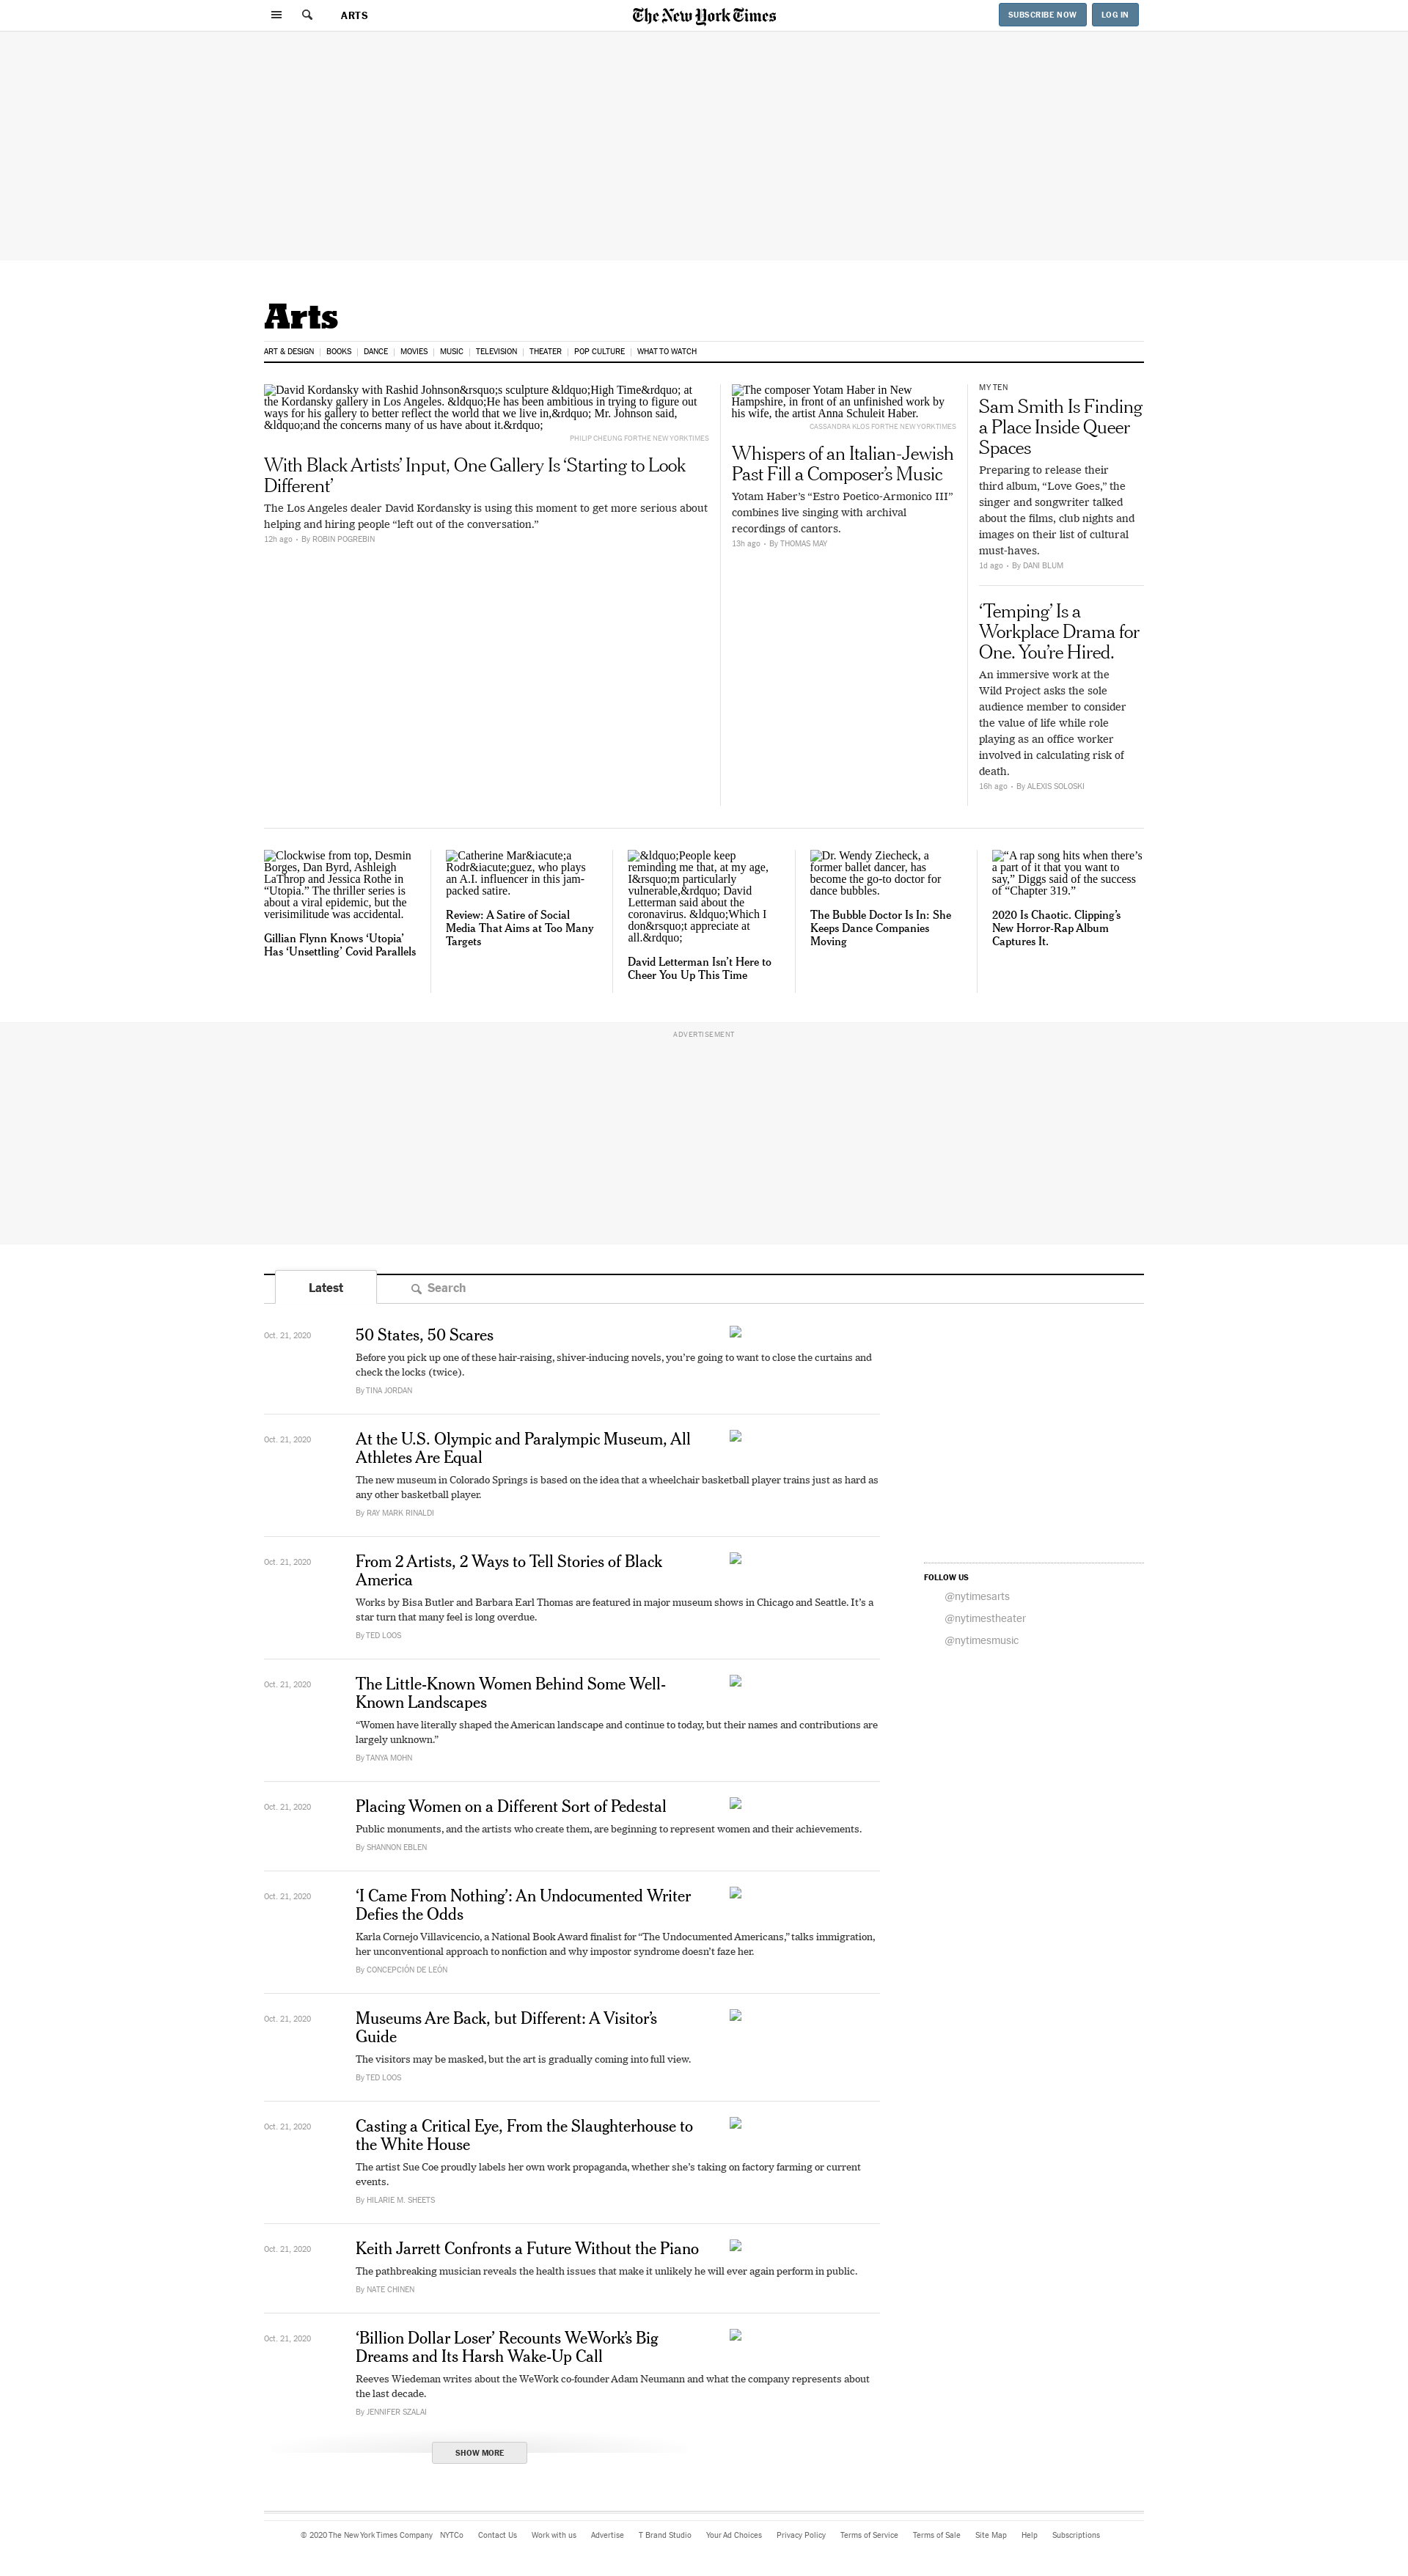 ARTS
The New York Times
SUBSCRIBE NOW
LOG IN
Arts
ART & DESIGN
BOOKS
DANCE
MOVIES
MUSIC
TELEVISION
THEATER
POP CULTURE
WHAT TO WATCH
David Kordansky with Rashid Johnson&rsquo;s sculpture &ldquo;High Time&rdquo; at
the Kordansky gallery in Los Angeles. &ldquo;He has been ambitious in trying to figure out
ways for his gallery to better reflect the world that we live in,&rdquo; Mr. Johnson said,
&ldquo;and the concerns many of us have about it.&rdquo;
PHILIP CHEUNG FOR THE NEW YORK TIMES
With Black Artists’ Input, One Gallery Is ‘Starting to Look
Different’
The Los Angeles dealer David Kordansky is using this moment to get more serious about
helping and hiring people “left out of the conversation.”
12h ago • By ROBIN POGREBIN
The composer Yotam Haber in New
Hampshire, in front of an unfinished work by
his wife, the artist Anna Schuleit Haber.
CASSANDRA KLOS FOR THE NEW YORK TIMES
Whispers of an Italian-Jewish
Past Fill a Composer’s Music
Yotam Haber’s “Estro Poetico-Armonico III”
combines live singing with archival
recordings of cantors.
13h ago • By THOMAS MAY
MY TEN
Sam Smith Is Finding
a Place Inside Queer
Spaces
Preparing to release their
third album, “Love Goes,” the
singer and songwriter talked
about the films, club nights and
images on their list of cultural
must-haves.
1d ago • By DANI BLUM
‘Temping’ Is a
Workplace Drama for
One. You’re Hired.
An immersive work at the
Wild Project asks the sole
audience member to consider
the value of life while role
playing as an office worker
involved in calculating risk of
death.
16h ago • By ALEXIS SOLOSKI
Clockwise from top, Desmin
Borges, Dan Byrd, Ashleigh
LaThrop and Jessica Rothe in
“Utopia.” The thriller series is
about a viral epidemic, but the
verisimilitude was accidental.
Gillian Flynn Knows ‘Utopia’
Has ‘Unsettling’ Covid Parallels
Catherine Mar&iacute;a
Rodr&iacute;guez, who plays
an A.I. influencer in this jam-
packed satire.
Review: A Satire of Social
Media That Aims at Too Many
Targets
&ldquo;People keep
reminding me that, at my age,
I&rsquo;m particularly
vulnerable,&rdquo; David
Letterman said about the
coronavirus. &ldquo;Which I
don&rsquo;t appreciate at
all.&rdquo;
David Letterman Isn’t Here to
Cheer You Up This Time
Dr. Wendy Ziecheck, a
former ballet dancer, has
become the go-to doctor for
dance bubbles.
The Bubble Doctor Is In: She
Keeps Dance Companies
Moving
“A rap song hits when there’s
a part of it that you want to
say,” Diggs said of the success
of “Chapter 319.”
2020 Is Chaotic. Clipping’s
New Horror-Rap Album
Captures It.
ADVERTISEMENT
Latest
Search
Oct. 21, 2020
50 States, 50 Scares
Before you pick up one of these hair-raising, shiver-inducing novels, you’re going to want to close the curtains and
check the locks (twice).
By TINA JORDAN
Oct. 21, 2020
At the U.S. Olympic and Paralympic Museum, All
Athletes Are Equal
The new museum in Colorado Springs is based on the idea that a wheelchair basketball player trains just as hard as
any other basketball player.
By RAY MARK RINALDI
Oct. 21, 2020
From 2 Artists, 2 Ways to Tell Stories of Black
America
Works by Bisa Butler and Barbara Earl Thomas are featured in major museum shows in Chicago and Seattle. It’s a
star turn that many feel is long overdue.
By TED LOOS
FOLLOW US
@nytimesarts
@nytimestheater
@nytimesmusic
Oct. 21, 2020
The Little-Known Women Behind Some Well-
Known Landscapes
“Women have literally shaped the American landscape and continue to today, but their names and contributions are
largely unknown.”
By TANYA MOHN
Oct. 21, 2020
Placing Women on a Different Sort of Pedestal
Public monuments, and the artists who create them, are beginning to represent women and their achievements.
By SHANNON EBLEN
Oct. 21, 2020
‘I Came From Nothing’: An Undocumented Writer
Defies the Odds
Karla Cornejo Villavicencio, a National Book Award finalist for “The Undocumented Americans,” talks immigration,
her unconventional approach to nonfiction and why impostor syndrome doesn’t faze her.
By CONCEPCIÓN DE LEÓN
Oct. 21, 2020
Museums Are Back, but Different: A Visitor’s
Guide
The visitors may be masked, but the art is gradually coming into full view.
By TED LOOS
Oct. 21, 2020
Casting a Critical Eye, From the Slaughterhouse to
the White House
The artist Sue Coe proudly labels her own work propaganda, whether she’s taking on factory farming or current
events.
By HILARIE M. SHEETS
Oct. 21, 2020
Keith Jarrett Confronts a Future Without the Piano
The pathbreaking musician reveals the health issues that make it unlikely he will ever again perform in public.
By NATE CHINEN
Oct. 21, 2020
‘Billion Dollar Loser’ Recounts WeWork’s Big
Dreams and Its Harsh Wake-Up Call
Reeves Wiedeman writes about the WeWork co-founder Adam Neumann and what the company represents about
the last decade.
By JENNIFER SZALAI
SHOW MORE
© 2020 The New York Times Company
NYTCo
Contact Us
Work with us
Advertise
T Brand Studio
Your Ad Choices
Privacy Policy
Terms of Service
Terms of Sale
Site Map
Help
Subscriptions